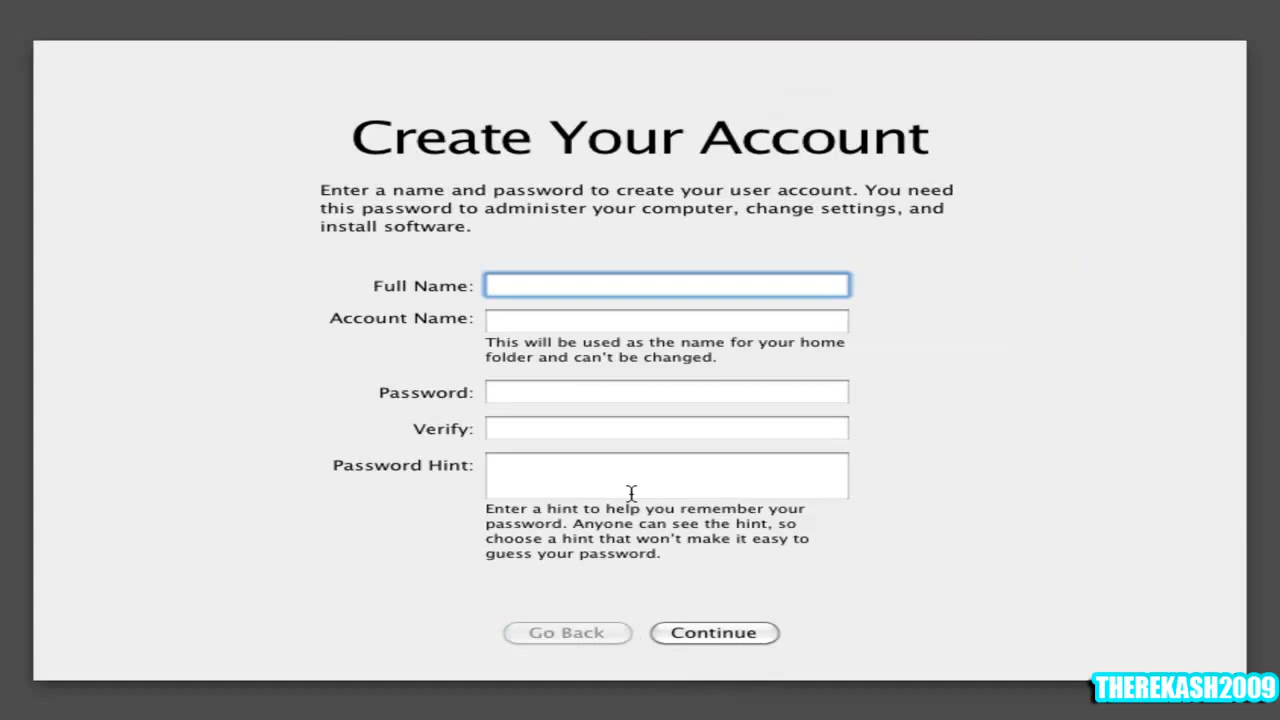 Create Your Account
Enter a name and password to create your user account. You need
this password to administer your computer, change settings, and
install software.
Full Name:
Account Name:
This will be used as the name for your home
folder and can't be changed.
Password:
Verify:
Password Hint:
Enter a hint to help you remember your
password. Anyone can see the hint, so
choose a hint that won't make it easy to
guess your password.
Go Back
Continue
THEREKASH2009